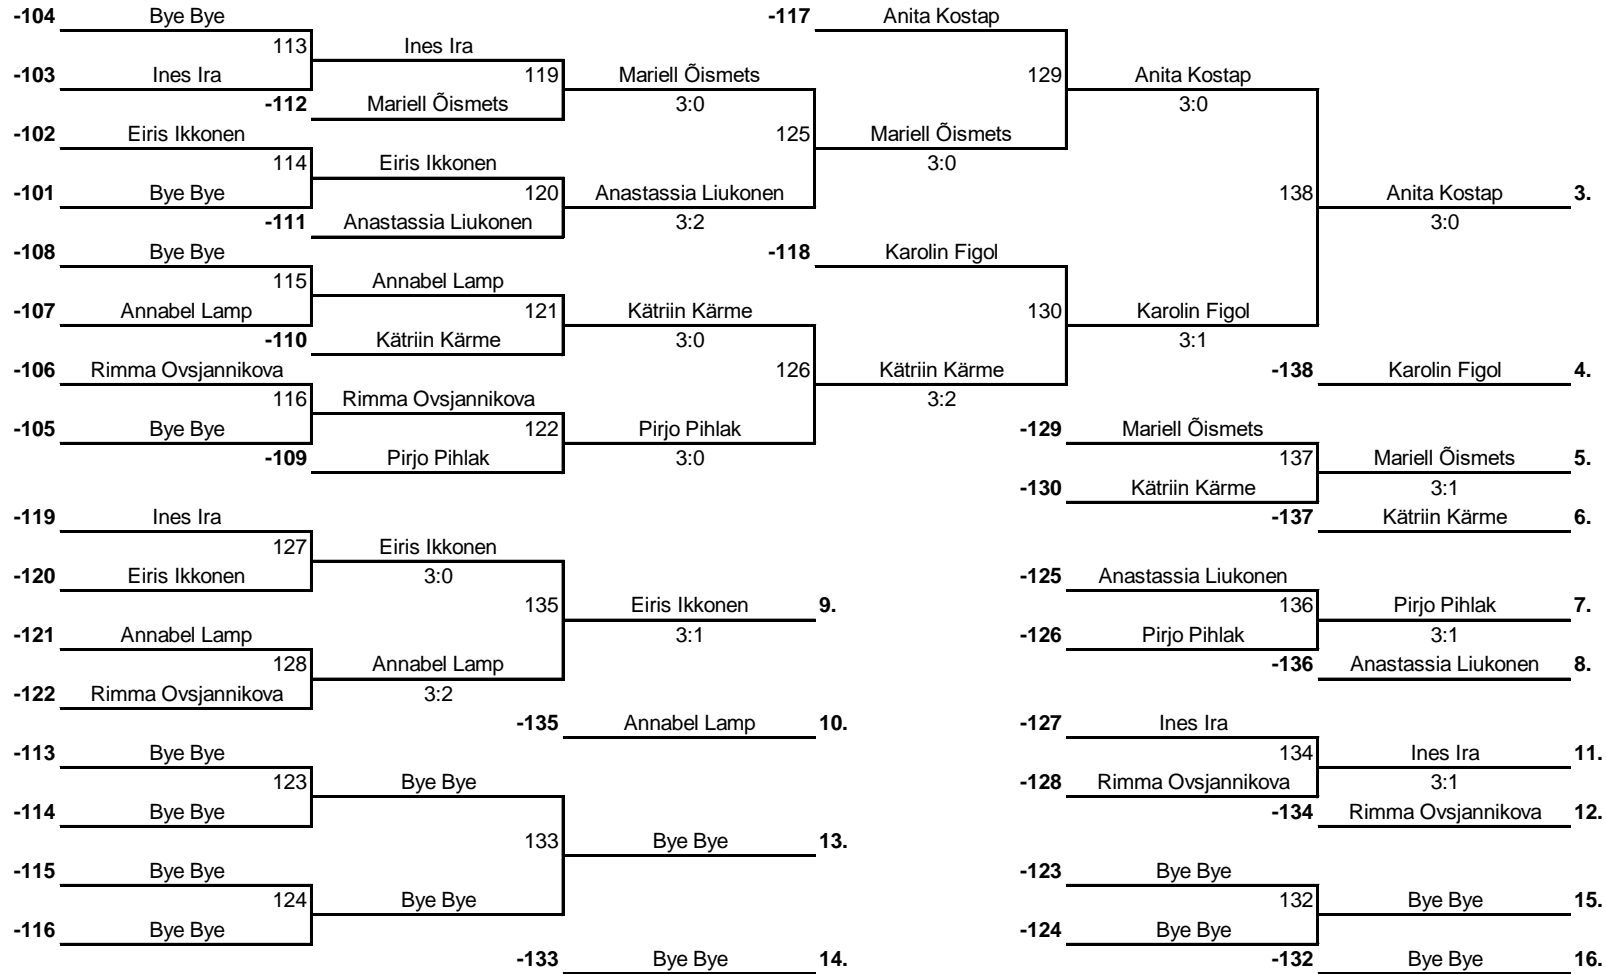 -104 Bye Bye -117 Anita Kostap
113 Ines Ira
-103 Ines Ira 119 Mariell Õismets 129 Anita Kostap
-112 Mariell Õismets 3:0 3:0
-102 Eiris Ikkonen 125 Mariell Õismets
114 Eiris Ikkonen 3:0
-101 Bye Bye 120 Anastassia Liukonen 138 Anita Kostap 3.
-111 Anastassia Liukonen 3:2 3:0
-108 Bye Bye -118 Karolin Figol
115 Annabel Lamp
-107 Annabel Lamp 121 Kätriin Kärme 130 Karolin Figol
-110 Kätriin Kärme 3:0 3:1
-106 Rimma Ovsjannikova 126 Kätriin Kärme -138 Karolin Figol 4.
116 Rimma Ovsjannikova 3:2
-105 Bye Bye 122 Pirjo Pihlak -129 Mariell Õismets
-109 Pirjo Pihlak 3:0 137 Mariell Õismets 5.
-130 Kätriin Kärme 3:1
-119 Ines Ira -137 Kätriin Kärme 6.
127 Eiris Ikkonen
-120 Eiris Ikkonen 3:0 -125 Anastassia Liukonen
135 Eiris Ikkonen 9. 136 Pirjo Pihlak 7.
-121 Annabel Lamp 3:1 -126 Pirjo Pihlak 3:1
128 Annabel Lamp -136 Anastassia Liukonen 8.
-122 Rimma Ovsjannikova 3:2
-135 Annabel Lamp 10. -127 Ines Ira
-113 Bye Bye 134 Ines Ira 11.
123 Bye Bye -128 Rimma Ovsjannikova 3:1
-114 Bye Bye -134 Rimma Ovsjannikova 12.
133 Bye Bye 13.
-115 Bye Bye -123 Bye Bye
124 Bye Bye 132 Bye Bye 15.
-116 Bye Bye -124 Bye Bye
-133 Bye Bye 14. -132 Bye Bye 16.